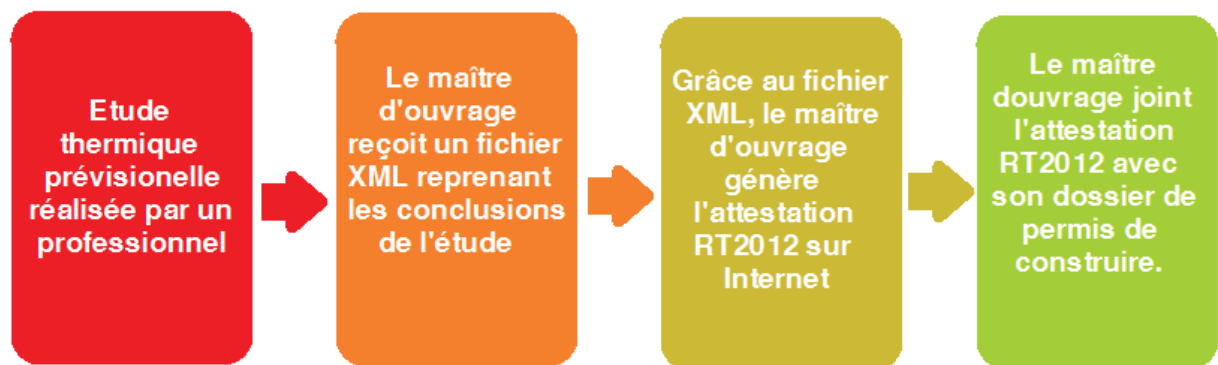 Etude
thermique
prévisionelle
réalisée par un
professionnel
Le maître
d'ouvrage
reçoit un fichier
XML reprenant
les conclusions
de l'étude
Grâce au fichier
XML, le maître
d'ouvrage
génère
l'attestation
RT2012 sur
Internet
Le maître
douvrage joint
l'attestation
RT2012 avec
son dossier de
permis de
construire.